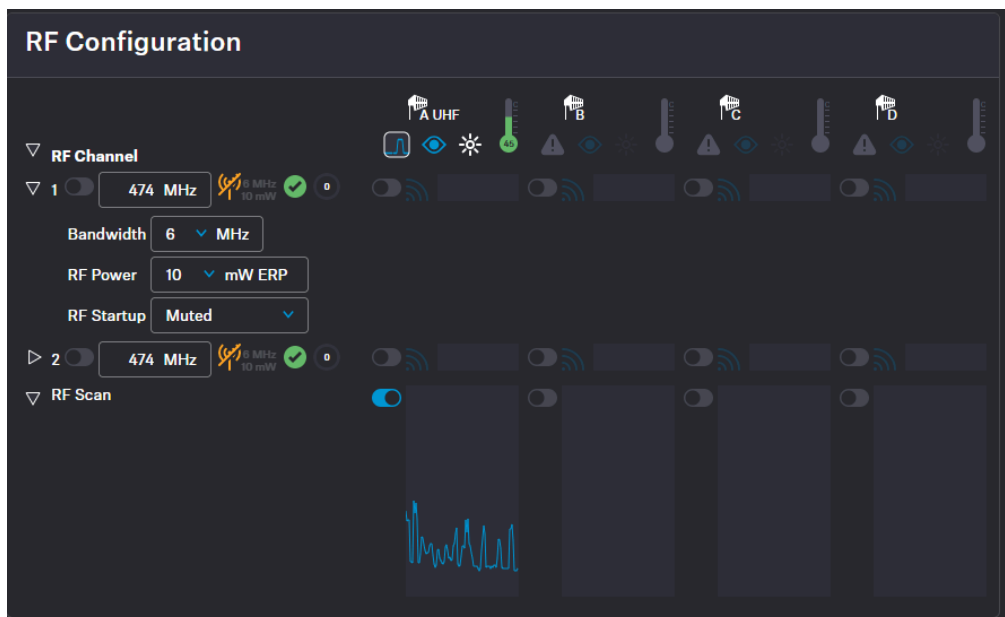 RF Configuration
A UHF
B
C
D
45
RF Channel
1 474 MHz 6 MHz 10 mW 0
Bandwidth 6 MHz
RF Power 10 mW ERP
RF Startup Muted
2 474 MHz 6 MHz 10 mW 0
RF Scan